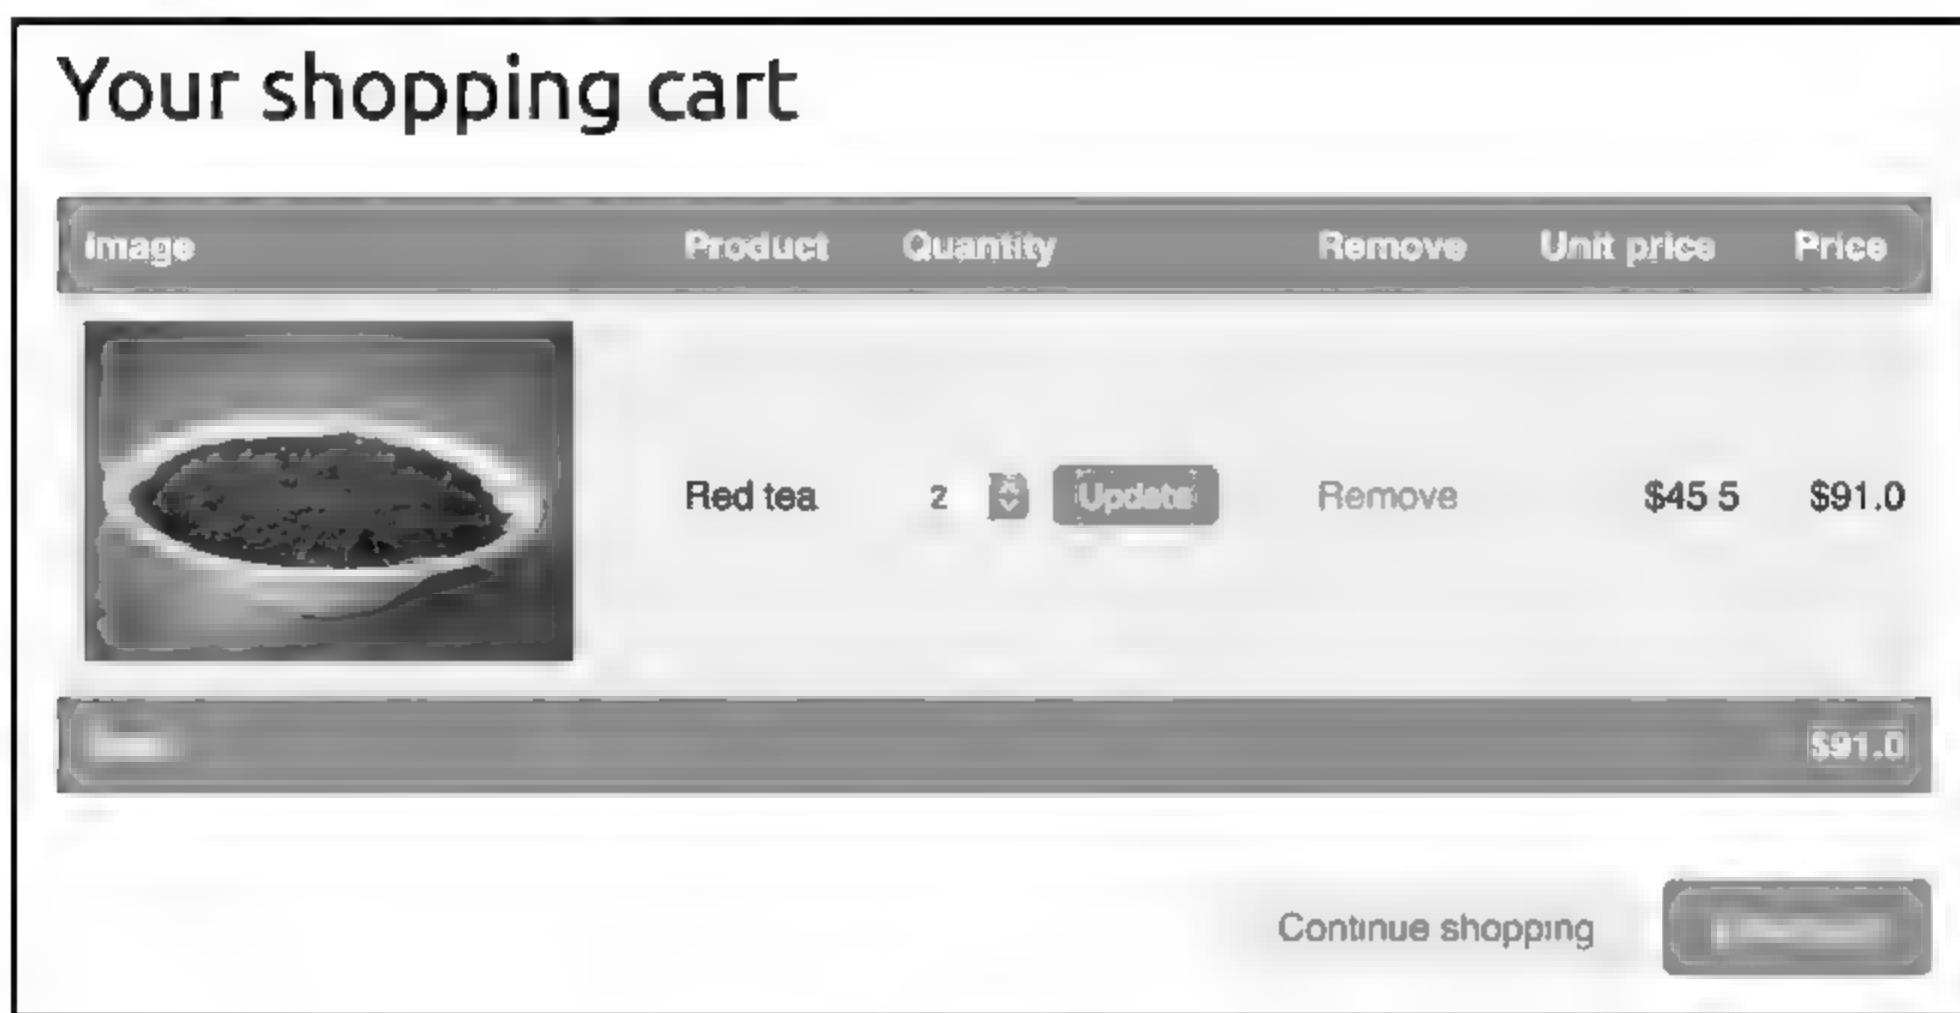 Your shopping cart
Image Product Quantity Remove Unit price Price
Red tea 2 Update Remove $45 5 $91.0
$91.0
Continue shopping